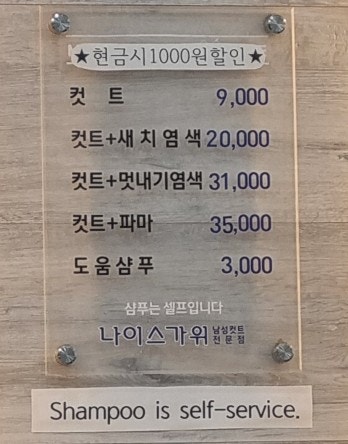 ★현금시1000원할인★
컷 트 9,000
컷트+새치염색 20,000
컷트+멋내기염색 31,000
컷트+파마 35,000
도움샴푸 3,000
샴푸는 셀프입니다
나이스가위 남성컷트
전문점
Shampoo is self-service.